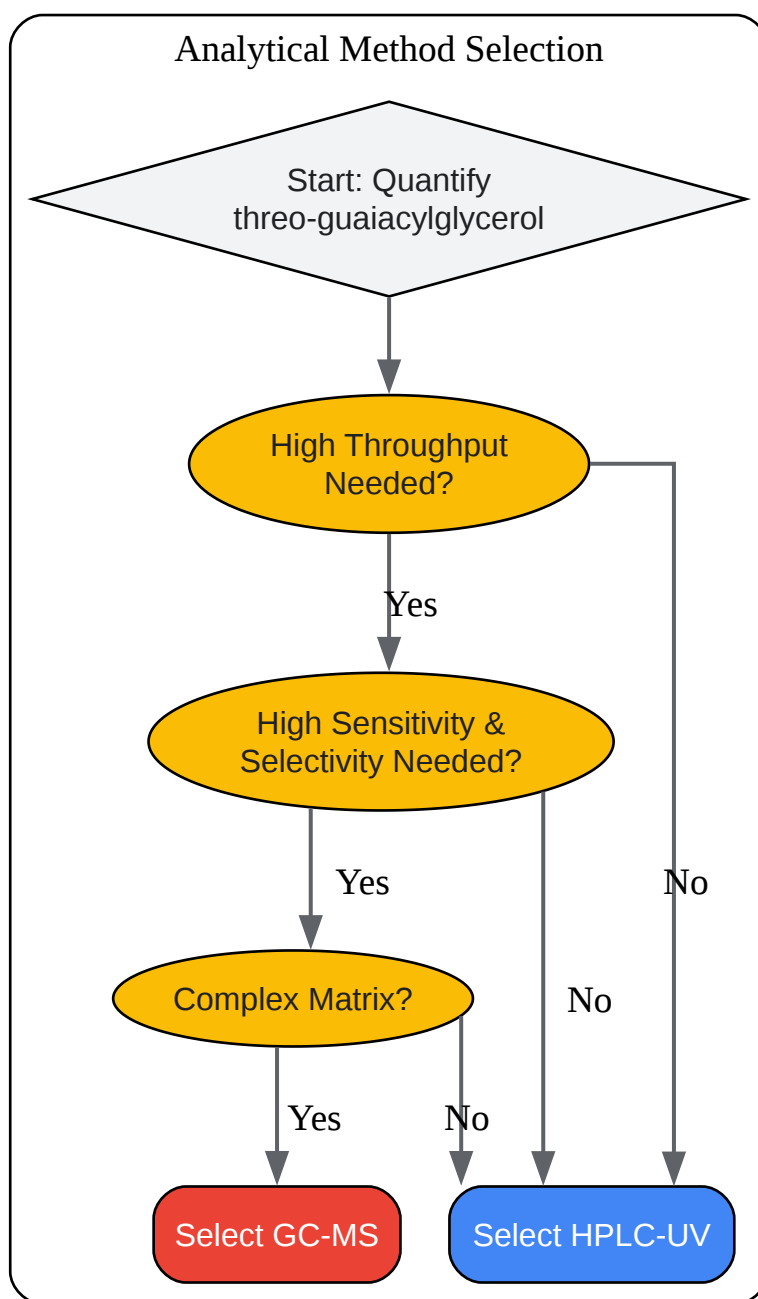 Analytical Method Selection
Start: Quantify
threo-guaiacylglycerol
High Throughput
Needed?
Yes
High Sensitivity &
Selectivity Needed?
Yes
No
Complex Matrix?
No
Yes
No
Select GC-MS
Select HPLC-UV